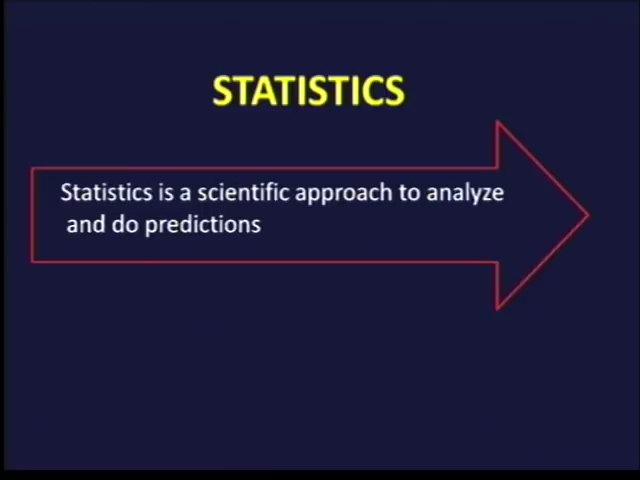 STATISTICS
Statistics is a scientific approach to analyze
and do predictions